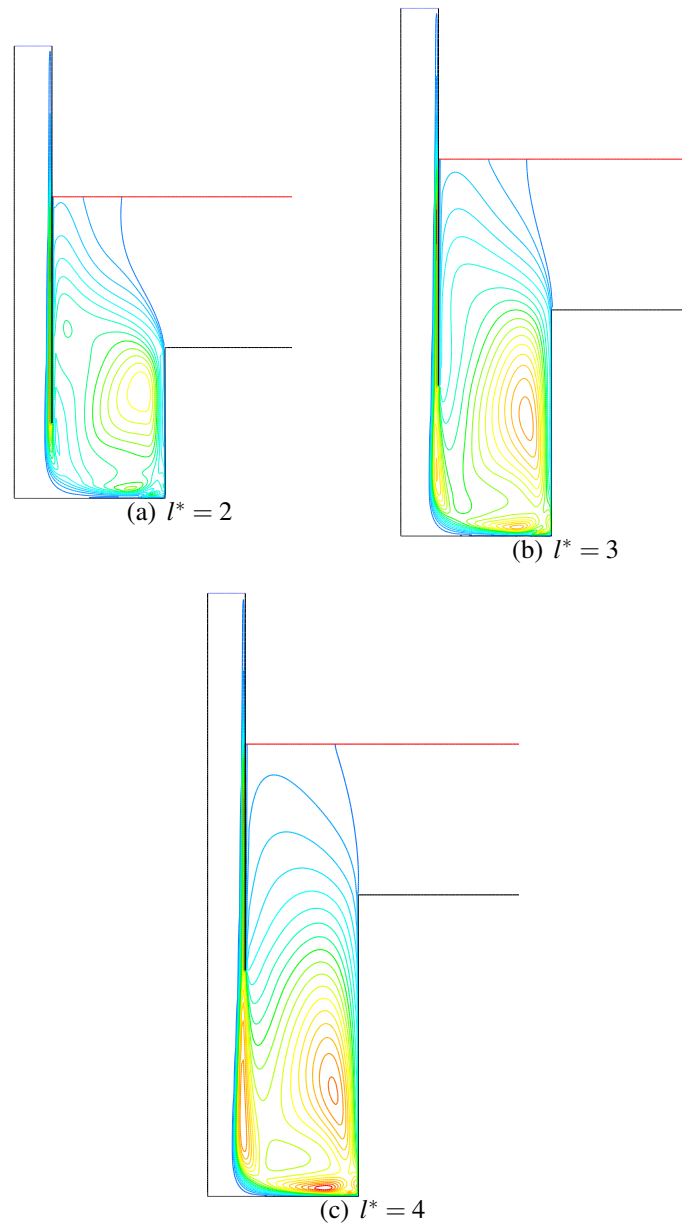 (a) l* = 2
(b) l* = 3
(c) l* = 4